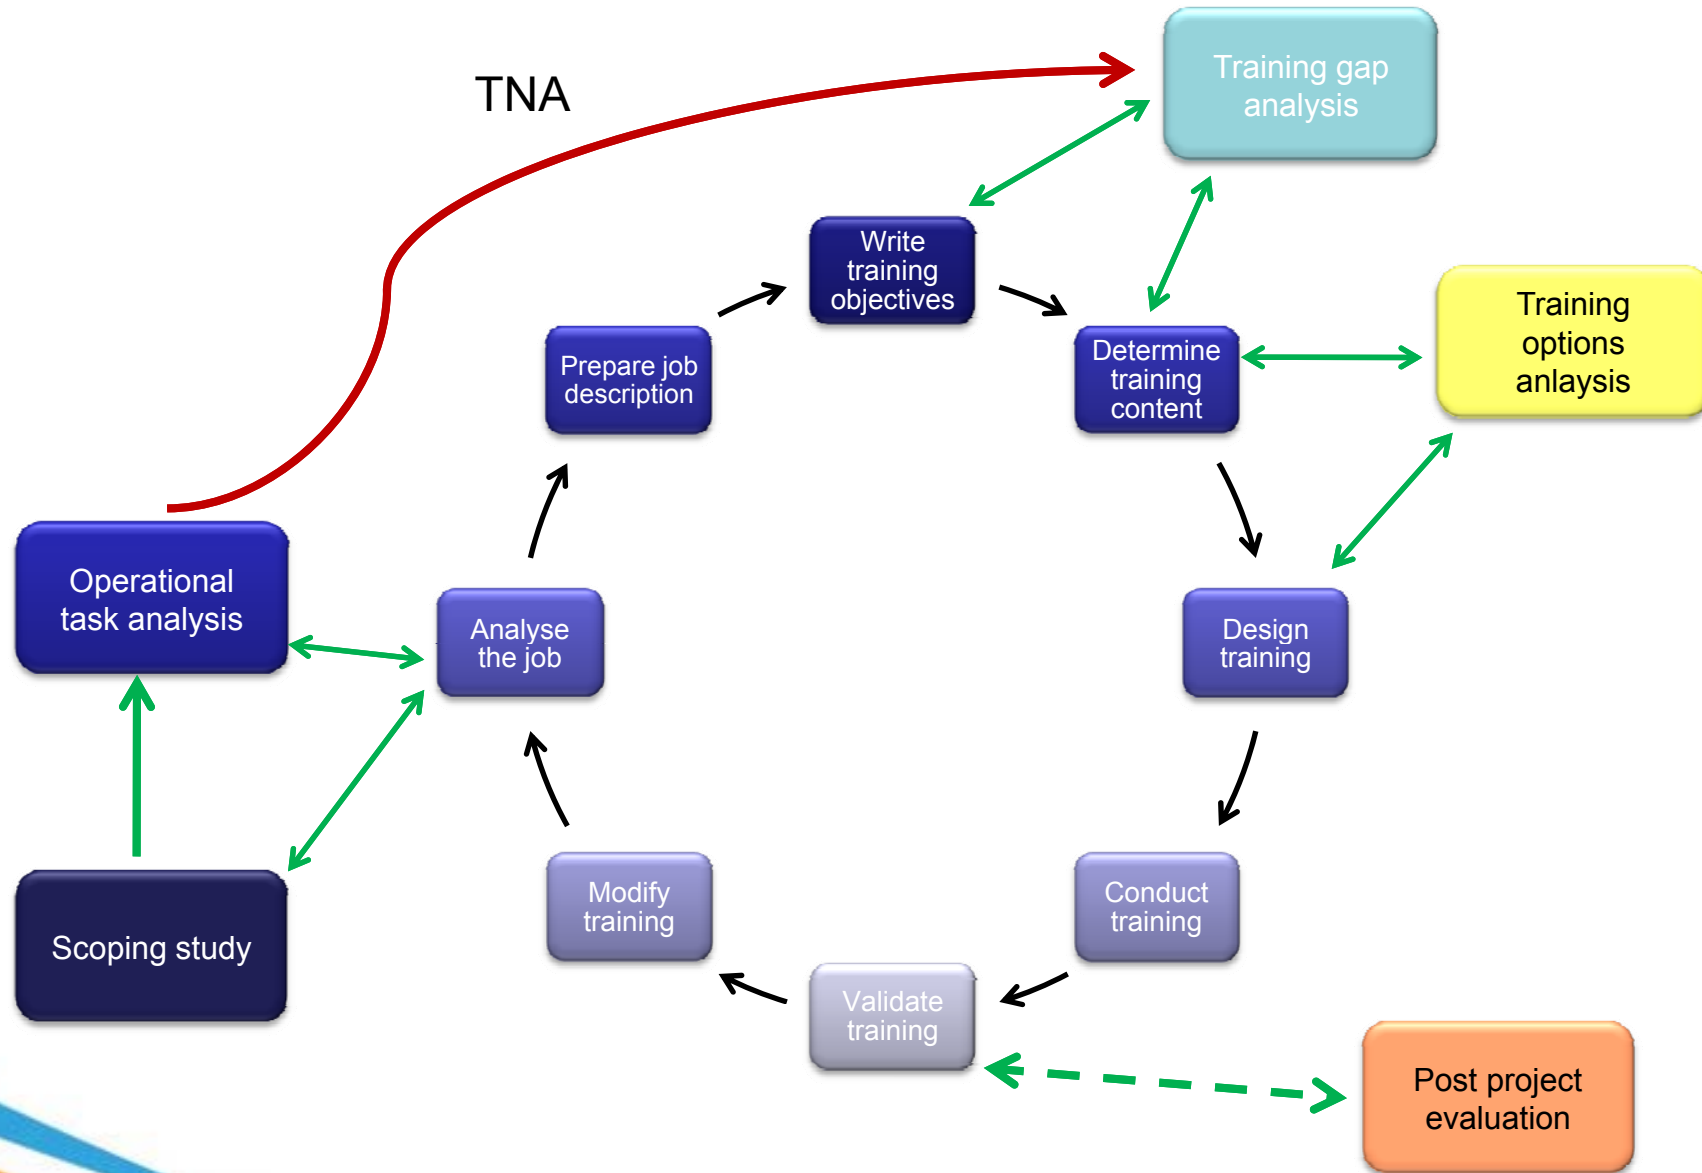 TNA
Training gap
analysis
Write
training
objectives
Training
options
anlaysis
Prepare job
description
Determine
training
content
Operational
task analysis
Analyse
the job
Design
training
Modify
training
Conduct
training
Scoping study
Validate
training
Post project
evaluation